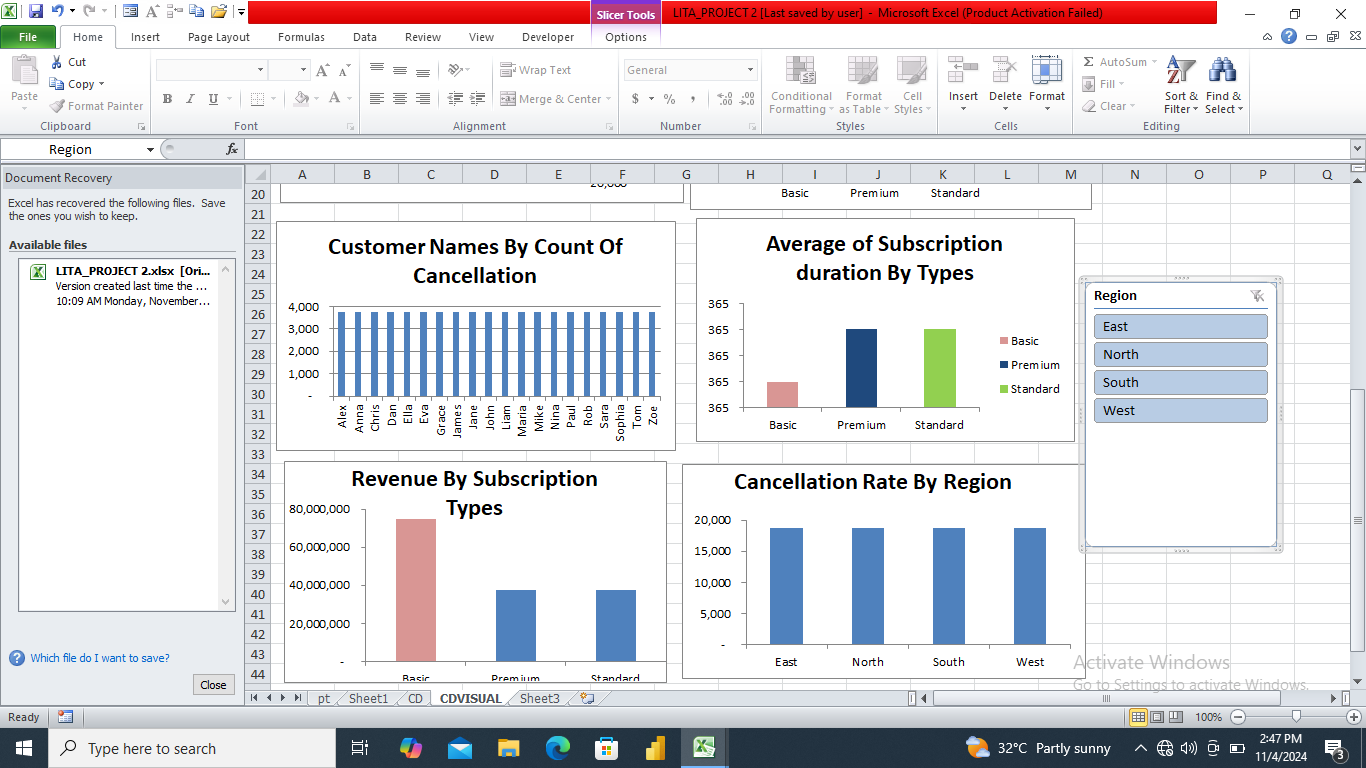 Slicer Tools
LITA_PROJECT 2 [Last saved by user] - Microsoft Excel (Product Activation Failed)
File Home Insert Page Layout Formulas Data Review View Developer Options
Paste
Cut
Copy
Format Painter
Clipboard
B I U
A A
Font
Wrap Text
Merge & Center
Alignment
General
$ % ,
Number
Conditional Formatting
Format as Table
Cell Styles
Styles
Insert Delete Format
Cells
AutoSum
Fill
Clear
Sort & Filter
Find & Select
Editing
Region
fx
Document Recovery
Excel has recovered the following files. Save
the ones you wish to keep.
Available files
LITA_PROJECT 2.xlsx [Ori...
Version created last time the ...
10:09 AM Monday, November...
Which file do I want to save?
Close
A B C D E F G H I J K L M N O P Q
20
21
22
23
24
25
26
27
28
29
30
31
32
33
34
35
36
37
38
39
40
41
42
43
44
Basic Premium Standard
Customer Names By Count Of
Cancellation
4,000
3,000
2,000
1,000
-
Alex Anna Chris Dan Ella Eva Grace James Jane John Liam Maria Mike Nina Paul Rob Sara Sophia Tom Zoe
Average of Subscription
duration By Types
365
365
365
365
365
Basic Premium Standard
Basic
Premium
Standard
Region
East
North
South
West
Revenue By Subscription
Types
80,000,000
60,000,000
40,000,000
20,000,000
-
Basic Premium Standard
Cancellation Rate By Region
20,000
15,000
10,000
5,000
-
East North South West
Activate Windows
Go to Settings to activate Windows.
pt Sheet1 CD CDVISUAL Sheet3
Ready
100%
Type here to search
32°C Partly sunny
2:47 PM
11/4/2024
3